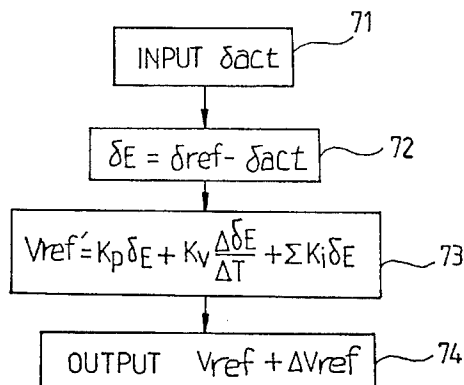 71
INPUT δact
δE = δref- δact
72
Vref'=Kpδe+ Kv ΔδE/ΔT + ΣKiδE
73
OUTPUT Vref + ΔVref
74